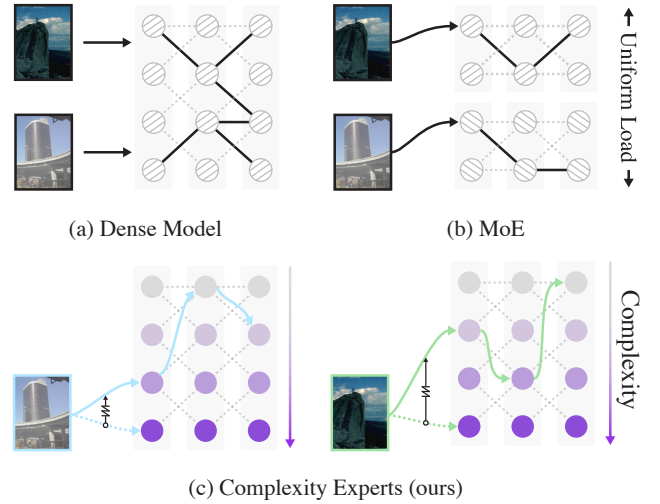 Uniform Load
(a) Dense Model
(b) MoE
Complexity
(c) Complexity Experts (ours)